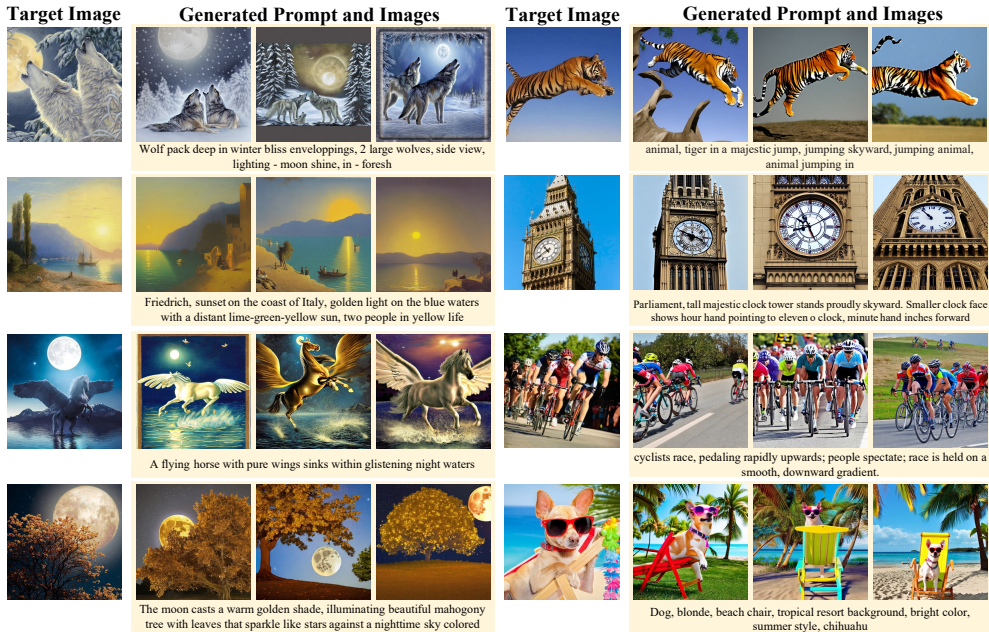 Target Image
Generated Prompt and Images
Target Image
Generated Prompt and Images
Wolf pack deep in winter bliss enveloppings, 2 large wolves, side view,
lighting - moon shine, in - foresh
animal, tiger in a majestic jump, jumping skyward, jumping animal,
animal jumping in
Friedrich, sunset on the coast of Italy, golden light on the blue waters
with a distant lime-green-yellow sun, two people in yellow life
Parliament, tall majestic clock tower stands proudly skyward. Smaller clock face
shows hour hand pointing to eleven o clock, minute hand inches forward
A flying horse with pure wings sinks within glistening night waters
cyclists race, pedaling rapidly upwards; people spectate; race is held on a
smooth, downward gradient.
The moon casts a warm golden shade, illuminating beautiful mahogony
tree with leaves that sparkle like stars against a nighttime sky colored
Dog, blonde, beach chair, tropical resort background, bright color,
summer style, chihuahu